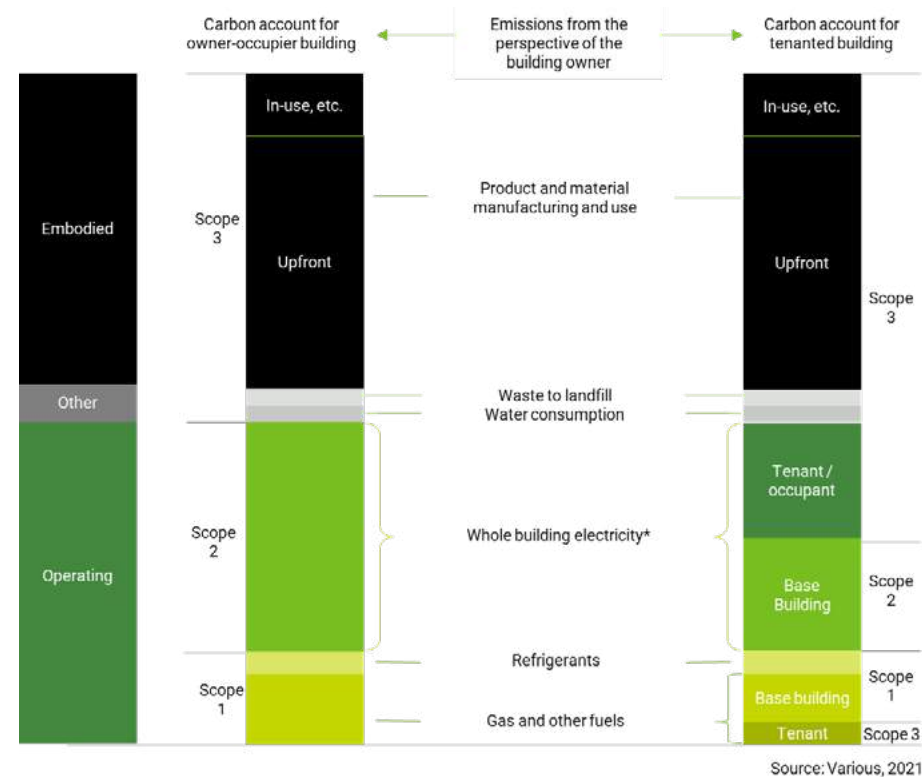 Carbon account for
owner-occupier building
Emissions from the
perspective of the
building owner
Carbon account for
tenanted building
Embodied
Other
Operating
Scope
3
Scope
2
Scope
1
In-use, etc.
Upfront
Product and material
manufacturing and use
Waste to landfill
Water consumption
Whole building electricity*
Refrigerants
Gas and other fuels
In-use, etc.
Upfront
Tenant /
occupant
Base
Building
Base building
Tenant
Scope
3
Scope
2
Scope
1
Scope 3
Source: Various, 2021